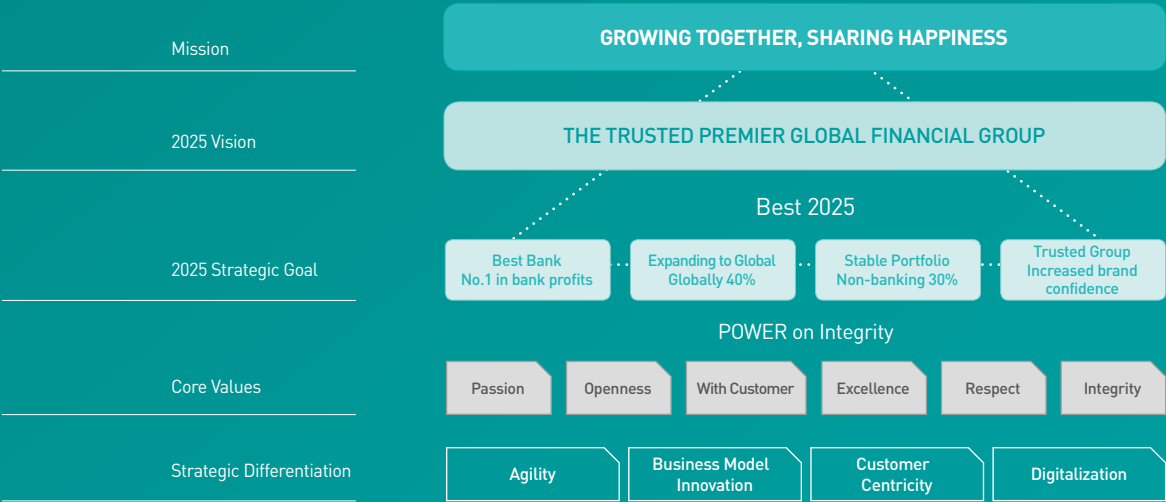 Mission
GROWING TOGETHER, SHARING HAPPINESS
2025 Vision
THE TRUSTED PREMIER GLOBAL FINANCIAL GROUP
Best 2025
2025 Strategic Goal
Best Bank
No.1 in bank profits
Expanding to Global
Globally 40%
Stable Portfolio
Non-banking 30%
Trusted Group
Increased brand
confidence
POWER on Integrity
Core Values
Passion
Openness
With Customer
Excellence
Respect
Integrity
Strategic Differentiation
Agility
Business Model
Innovation
Customer
Centricity
Digitalization